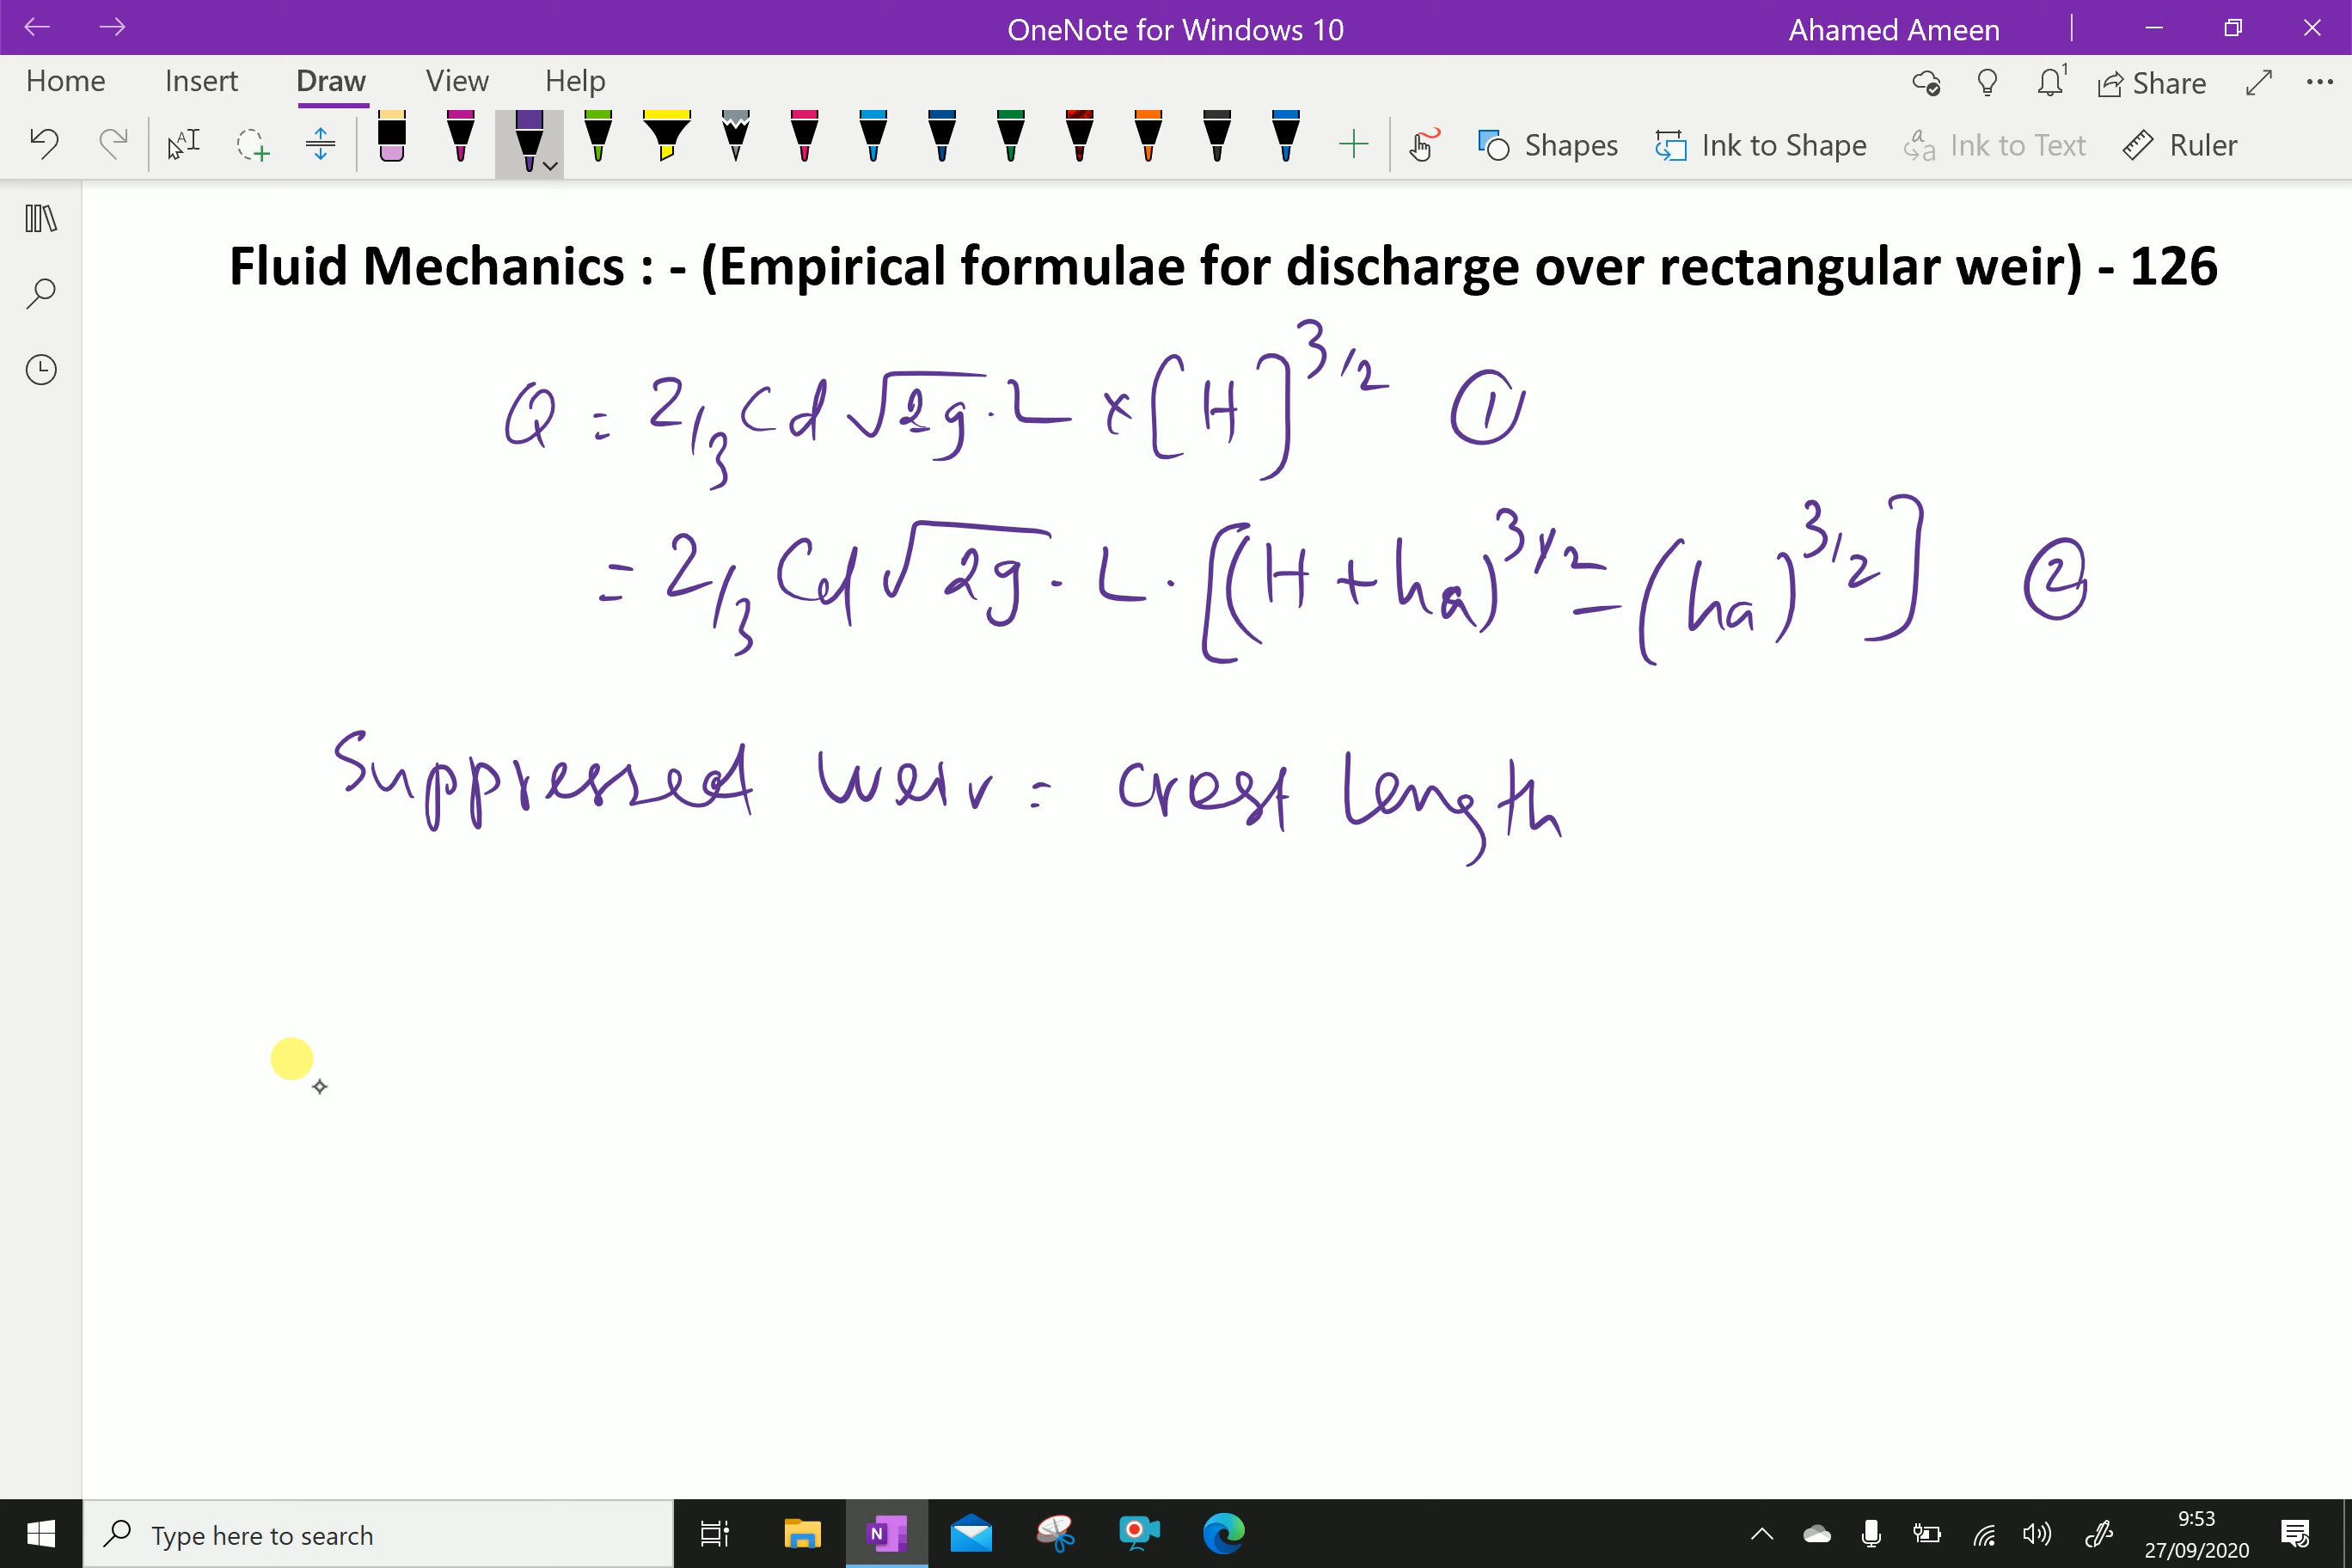 OneNote for Windows 10
Ahamed Ameen
Home Insert Draw View Help
1 Share
Shapes Ink to Shape Ink to Text Ruler
Fluid Mechanics : - (Empirical formulae for discharge over rectangular weir) - 126
Q = 2/3 Cd √2g . L × [H]^3/2 ①
= 2/3 Cd √2g . L . [(H + ha)^3/2 - (ha)^3/2] ②
Suppressed weir = crest length
Type here to search
9:53
27/09/2020